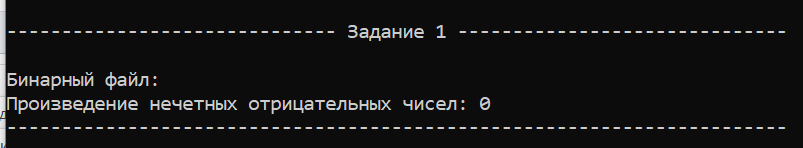 ------------------------------ Задание 1 ------------------------------
Бинарный файл:
Произведение нечетных отрицательных чисел: 0
-----------------------------------------------------------------------